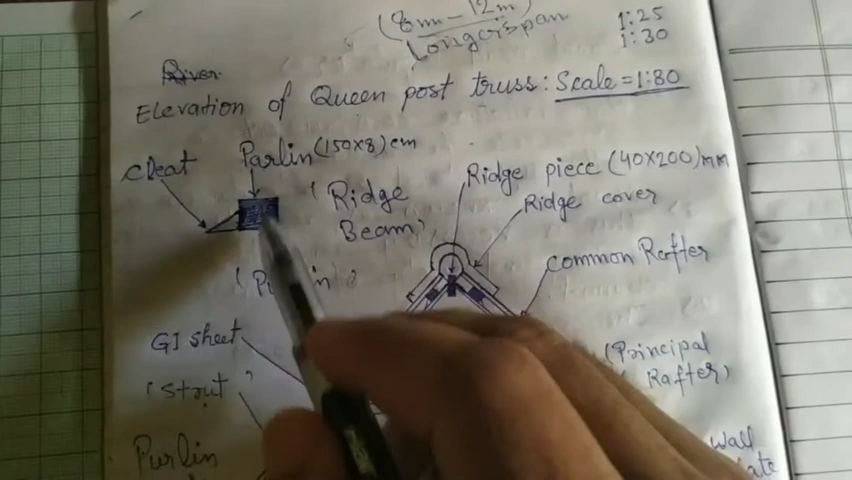 (8m - 12m)
Longer span
1:25
1:30
River
Elevation of Queen post truss: Scale = 1:80
Cleat
Parlin (150x8) cm
Ridge piece (40x200) mm
(Ridge
Beam)
Ridge cover
Common Rafter
GI sheet
(Principal
Rafter)
(Strut)
Purlin
wall